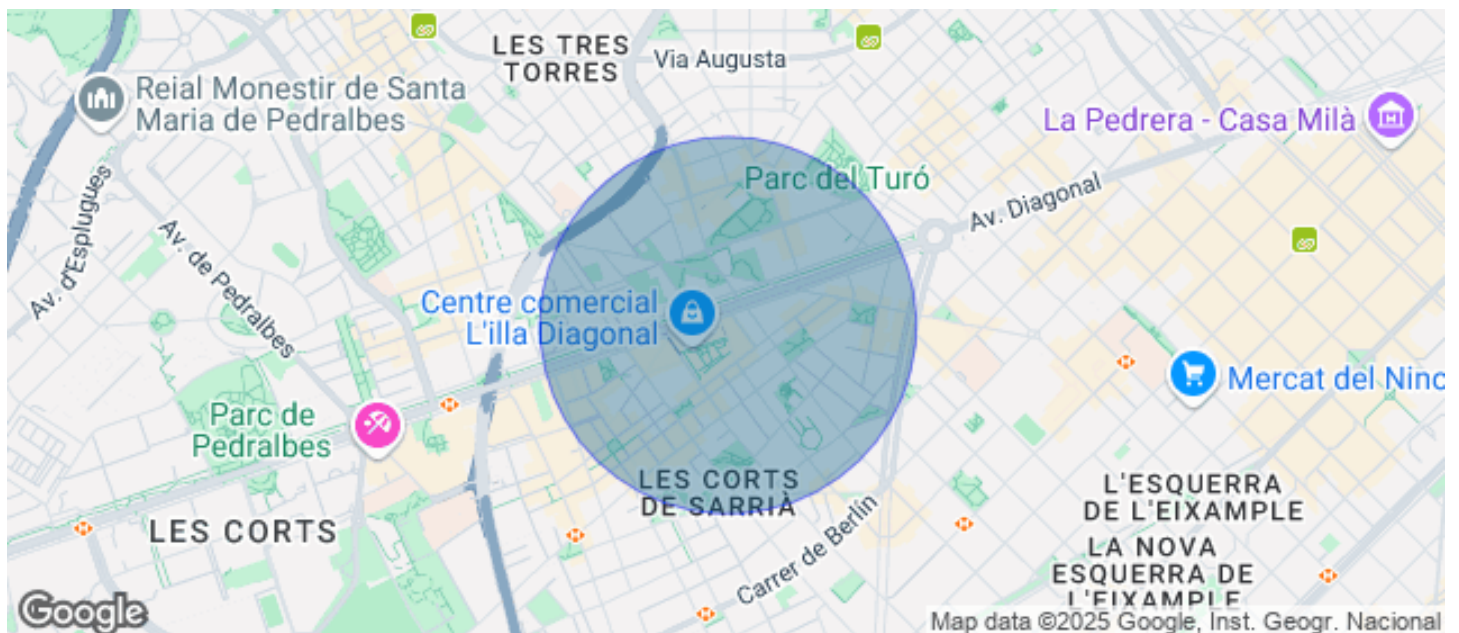 LES TRES
TORRES
Via Augusta
Reial Monestir de Santa
Maria de Pedralbes
La Pedrera - Casa Milà
Parc del Turó
Av. Diagonal
Av. d'Esplugues
Av. de Pedralbes
Centre comercial
L'illa Diagonal
Mercat del Ninc
Parc de
Pedralbes
LES CORTS
DE SARRIÀ
L'ESQUERRA
DE L'EIXAMPLE
LES CORTS
LA NOVA
ESQUERRA DE
L'EIXAMPLE
Carrer de Berlín
Google
Map data ©2025 Google, Inst. Geogr. Nacional